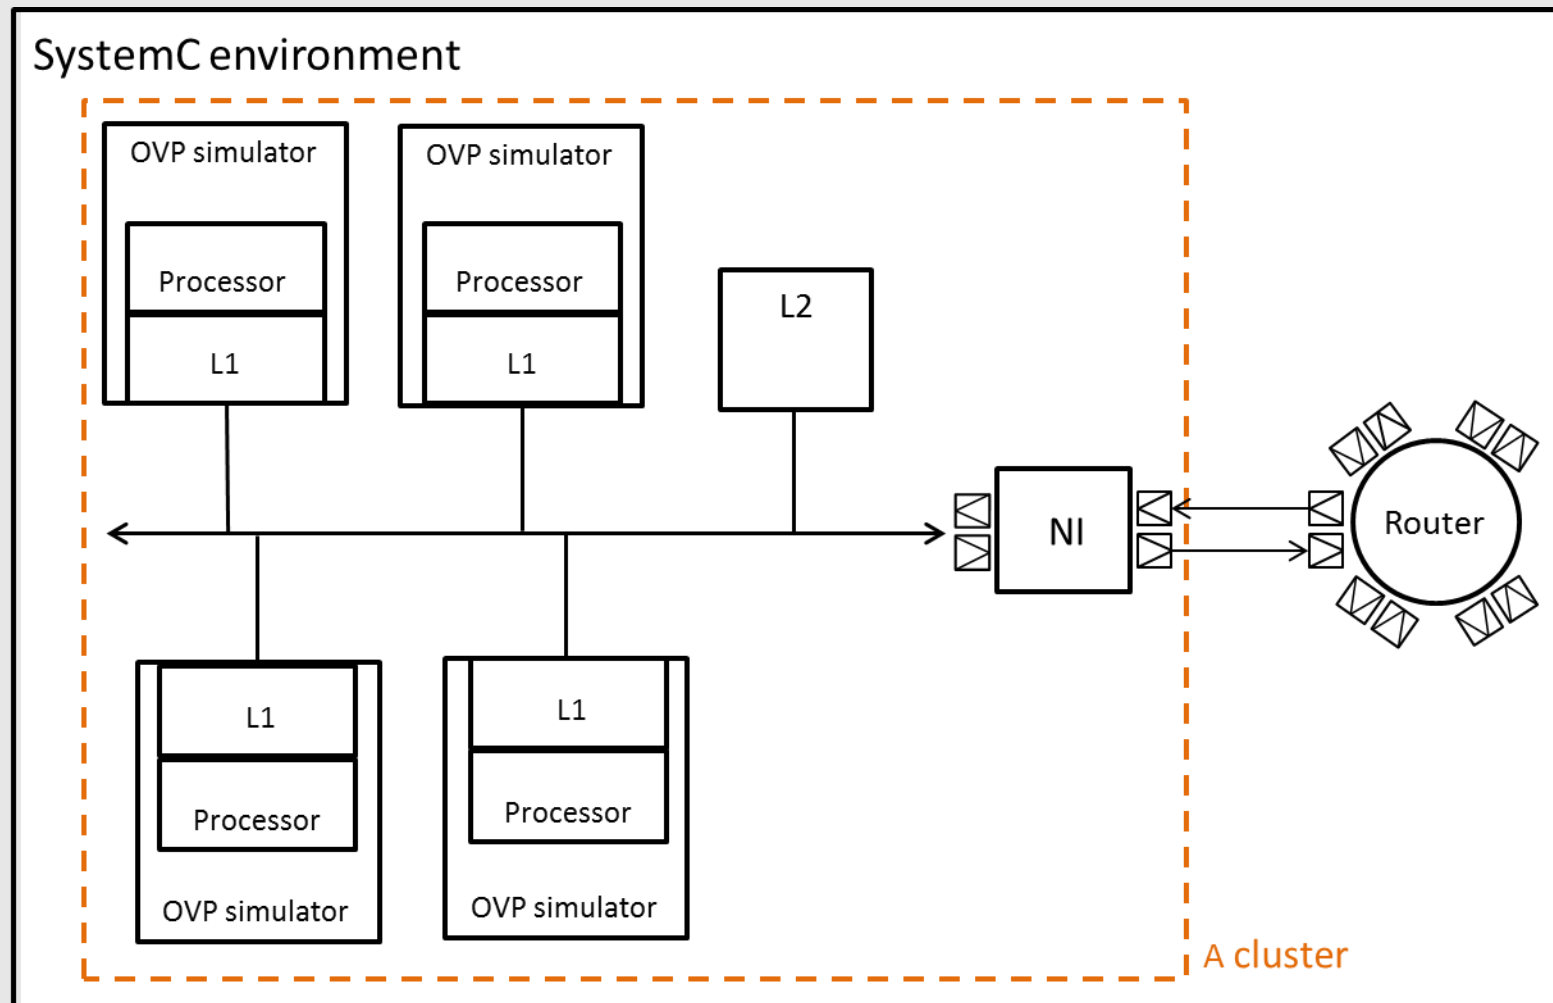 SystemC environment
OVP simulator
Processor
L1
OVP simulator
Processor
L1
L2
NI
Router
L1
Processor
OVP simulator
L1
Processor
OVP simulator
A cluster